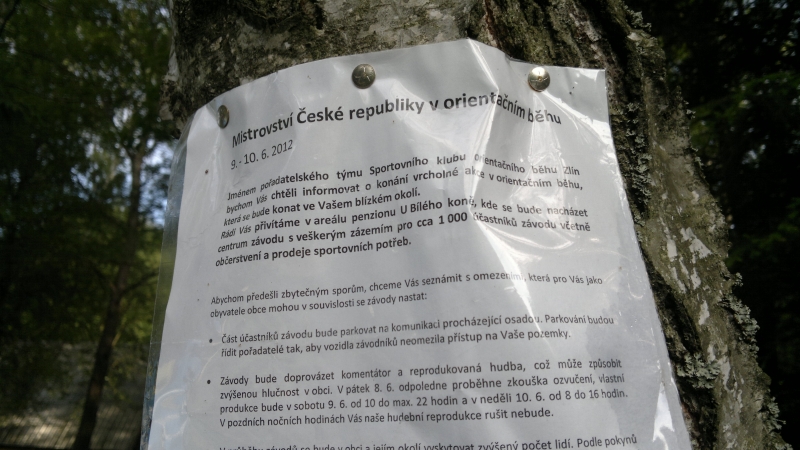 Mistrovství České republiky v orientačním běhu
9.- 10. 6. 2012
Jménem pořadatelského týmu Sportovního klubu orientačního běhu Zlín
bychom Vás chtěli informovat o konání vrcholné akce v orientačním běhu,
která se bude konat ve Vašem blízkém okolí.
Rádi Vás přivítáme v areálu penzionu U Bílého koně, kde se bude nacházet
centrum závodu s veškerým zázemím pro cca 1 000 účastníků závodu včetně
občerstvení a prodeje sportovních potřeb.
Abychom předešli zbytečným sporům, chceme Vás seznámit s omezeními, která pro Vás jako
obyvatele obce mohou v souvislosti se závody nastat:
• Část účastníků závodu bude parkovat na komunikaci procházející osadou. Parkování budou
řídit pořadatelé tak, aby vozidla závodníků neomezila přístup na Vaše pozemky.
• Závody bude doprovázet komentátor a reprodukovaná hudba, což může způsobit
zvýšenou hlučnost v obci. V pátek 8. 6. odpoledne proběhne zkouška ozvučení, vlastní
produkce bude v sobotu 9. 6. od 10 do max. 22 hodin a v neděli 10. 6. od 8 do 16 hodin.
V pozdních nočních hodinách Vás naše hudební reprodukce rušit nebude.
se bude v obci a jejím okolí vyskytovat zvýšený počet lidí. Podle pokynů